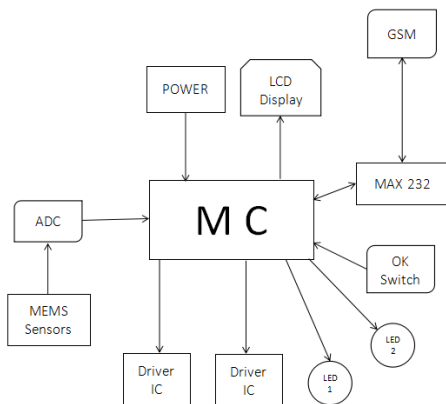 GSM
POWER
LCD
Display
MAX 232
M C
ADC
OK
Switch
MEMS
Sensors
LED
2
Driver
IC
Driver
IC
LED
1